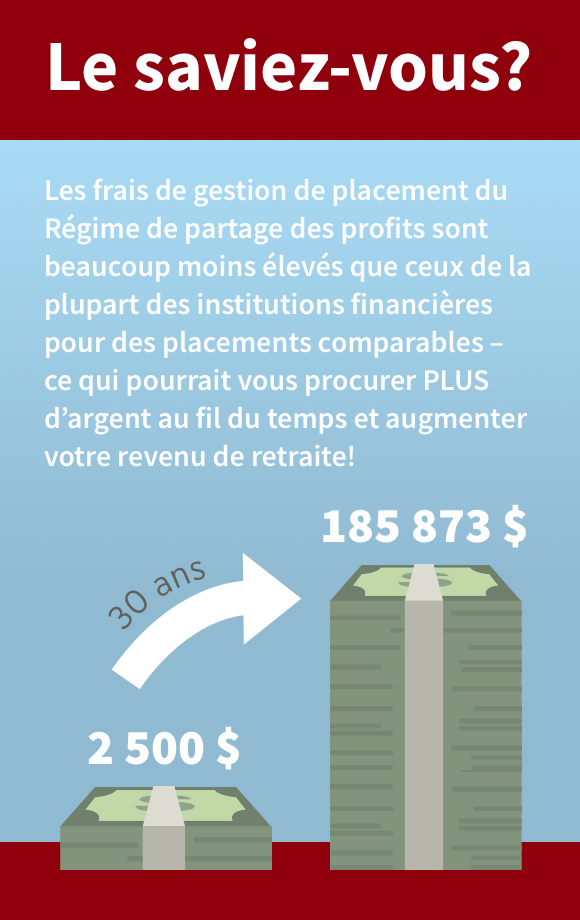 Le saviez-vous?
Les frais de gestion de placement du
Régime de partage des profits sont
beaucoup moins élevés que ceux de la
plupart des institutions financières
pour des placements comparables –
ce qui pourrait vous procurer PLUS
d’argent au fil du temps et augmenter
votre revenu de retraite!
185 873 $
30 ans
2 500 $